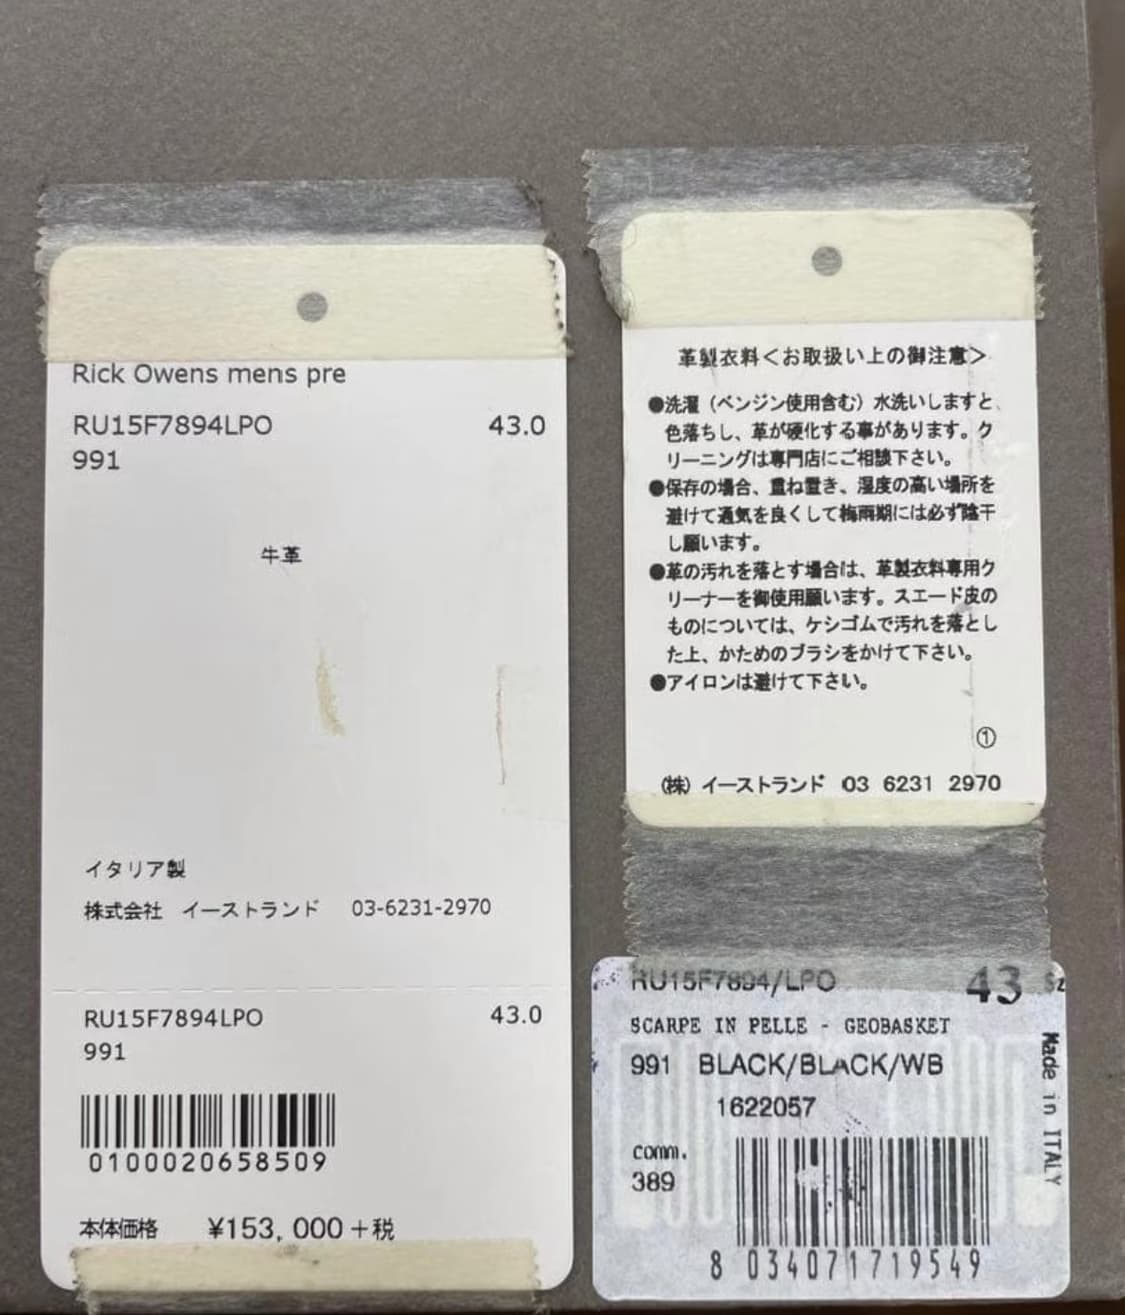 Rick Owens mens pre
RU15F7894LPO 43.0
991
牛革
イタリア製
株式会社 イーストランド 03-6231-2970
RU15F7894LPO 43.0
991
0100020658509
本体価格 ¥153,000+税
革製衣料<お取扱い上の御注意>
●洗濯（ベンジン使用含む）水洗いしますと、
色落ちし、革が硬化する事があります。ク
リーニングは専門店にご相談下さい。
●保存の場合、重ね置き、湿度の高い場所を
避けて通気を良くして梅雨期には必ず陰干
し願います。
●革の汚れを落とす場合は、革製衣料専用ク
リーナーを御使用願います。スエード皮の
ものについては、ケシゴムで汚れを落とし
た上、かためのブラシをかけて下さい。
●アイロンは避けて下さい。
①
㈱ イーストランド 03 6231 2970
RU15F7894/LPO 43 Sz
SCARPE IN PELLE - GEOBASKET
991 BLACK/BLACK/WB
1622057
comm.
389
8 034071719549
Made in ITALY